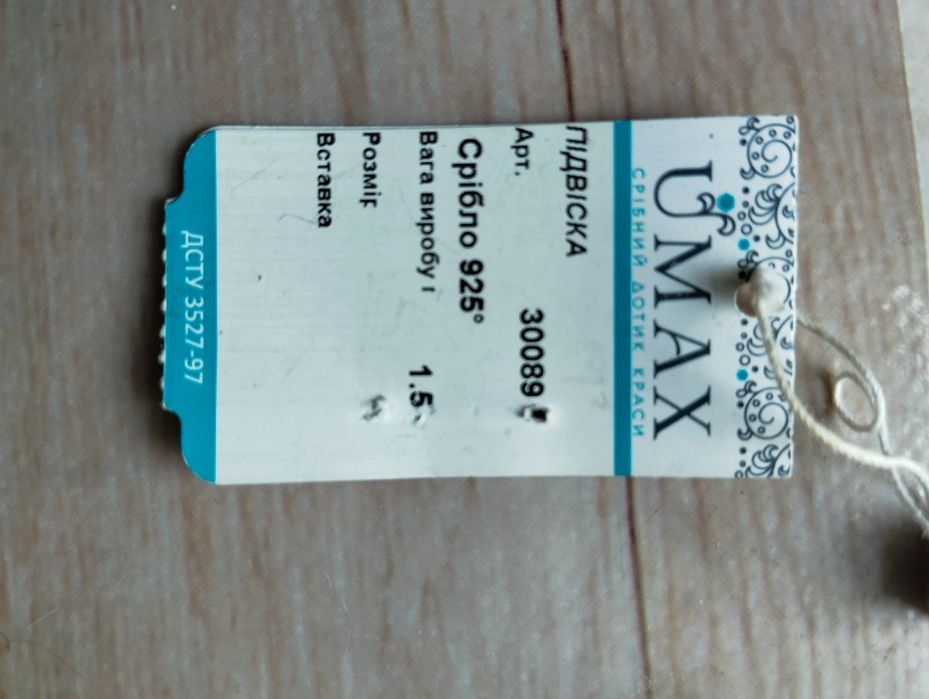 UMAX
СРІБНИЙ ДОТИК КРАСИ
ПІДВІСКА
Арт. 30089
Срібло 925°
Вага виробу г 1.5
Розмір
Вставка
ДСТУ 3527-97